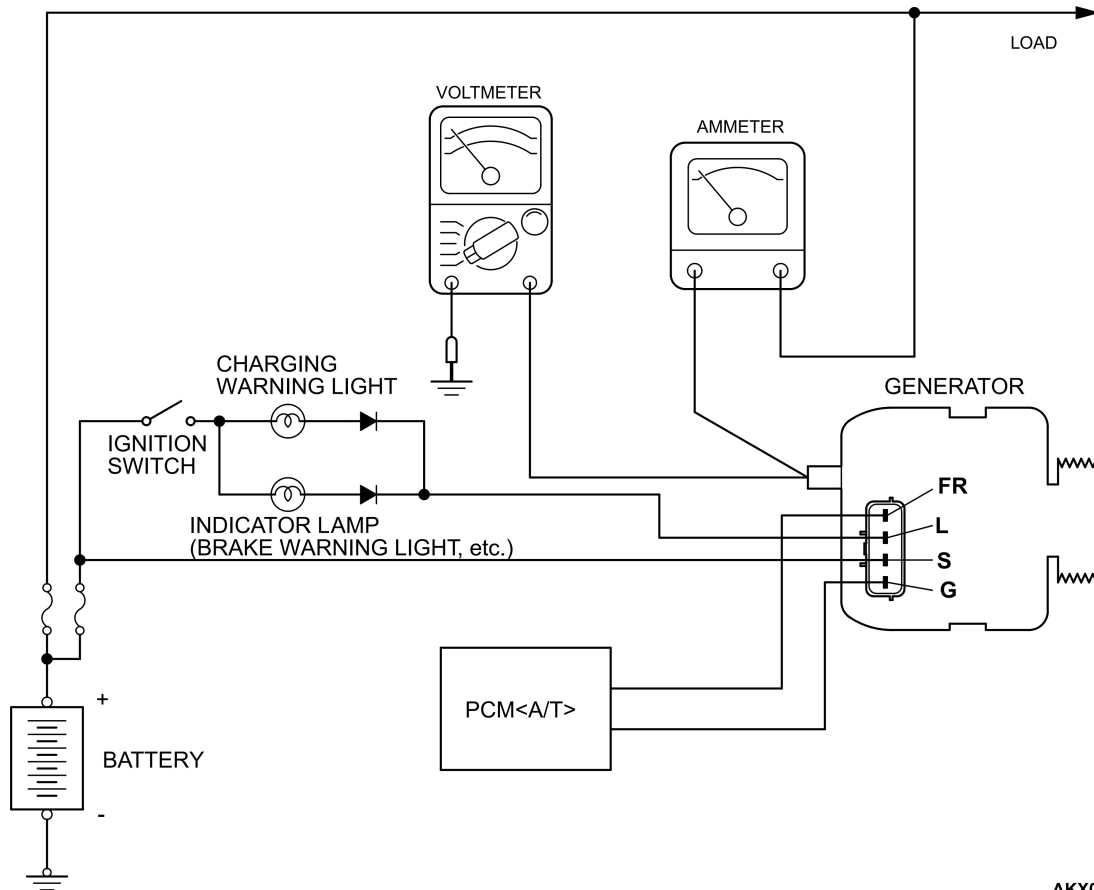 LOAD
VOLTMETER
AMMETER
CHARGING
WARNING LIGHT
GENERATOR
IGNITION
SWITCH
FR
INDICATOR LAMP
(BRAKE WARNING LIGHT, etc.)
L
S
G
PCM<A/T>
+
BATTERY
-